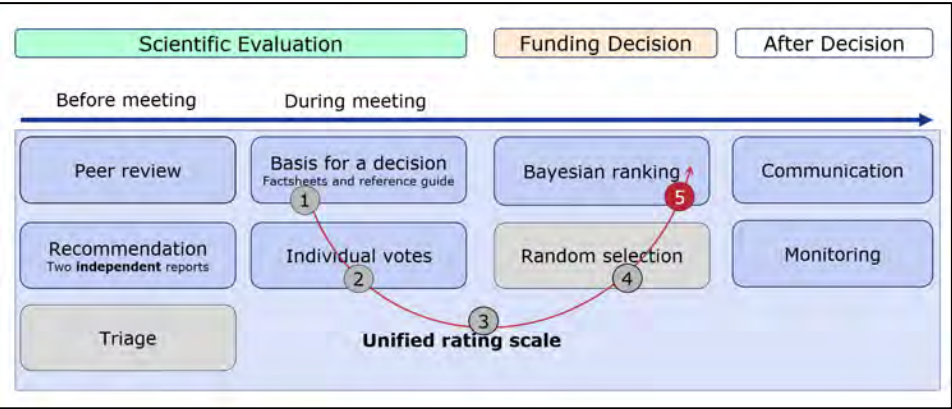 Scientific Evaluation
Funding Decision
After Decision
Before meeting
During meeting
Peer review
Basis for a decision
Factsheets and reference guide
Bayesian ranking
Communication
1
5
Recommendation
Two independent reports
Individual votes
Random selection
Monitoring
2
4
3
Triage
Unified rating scale